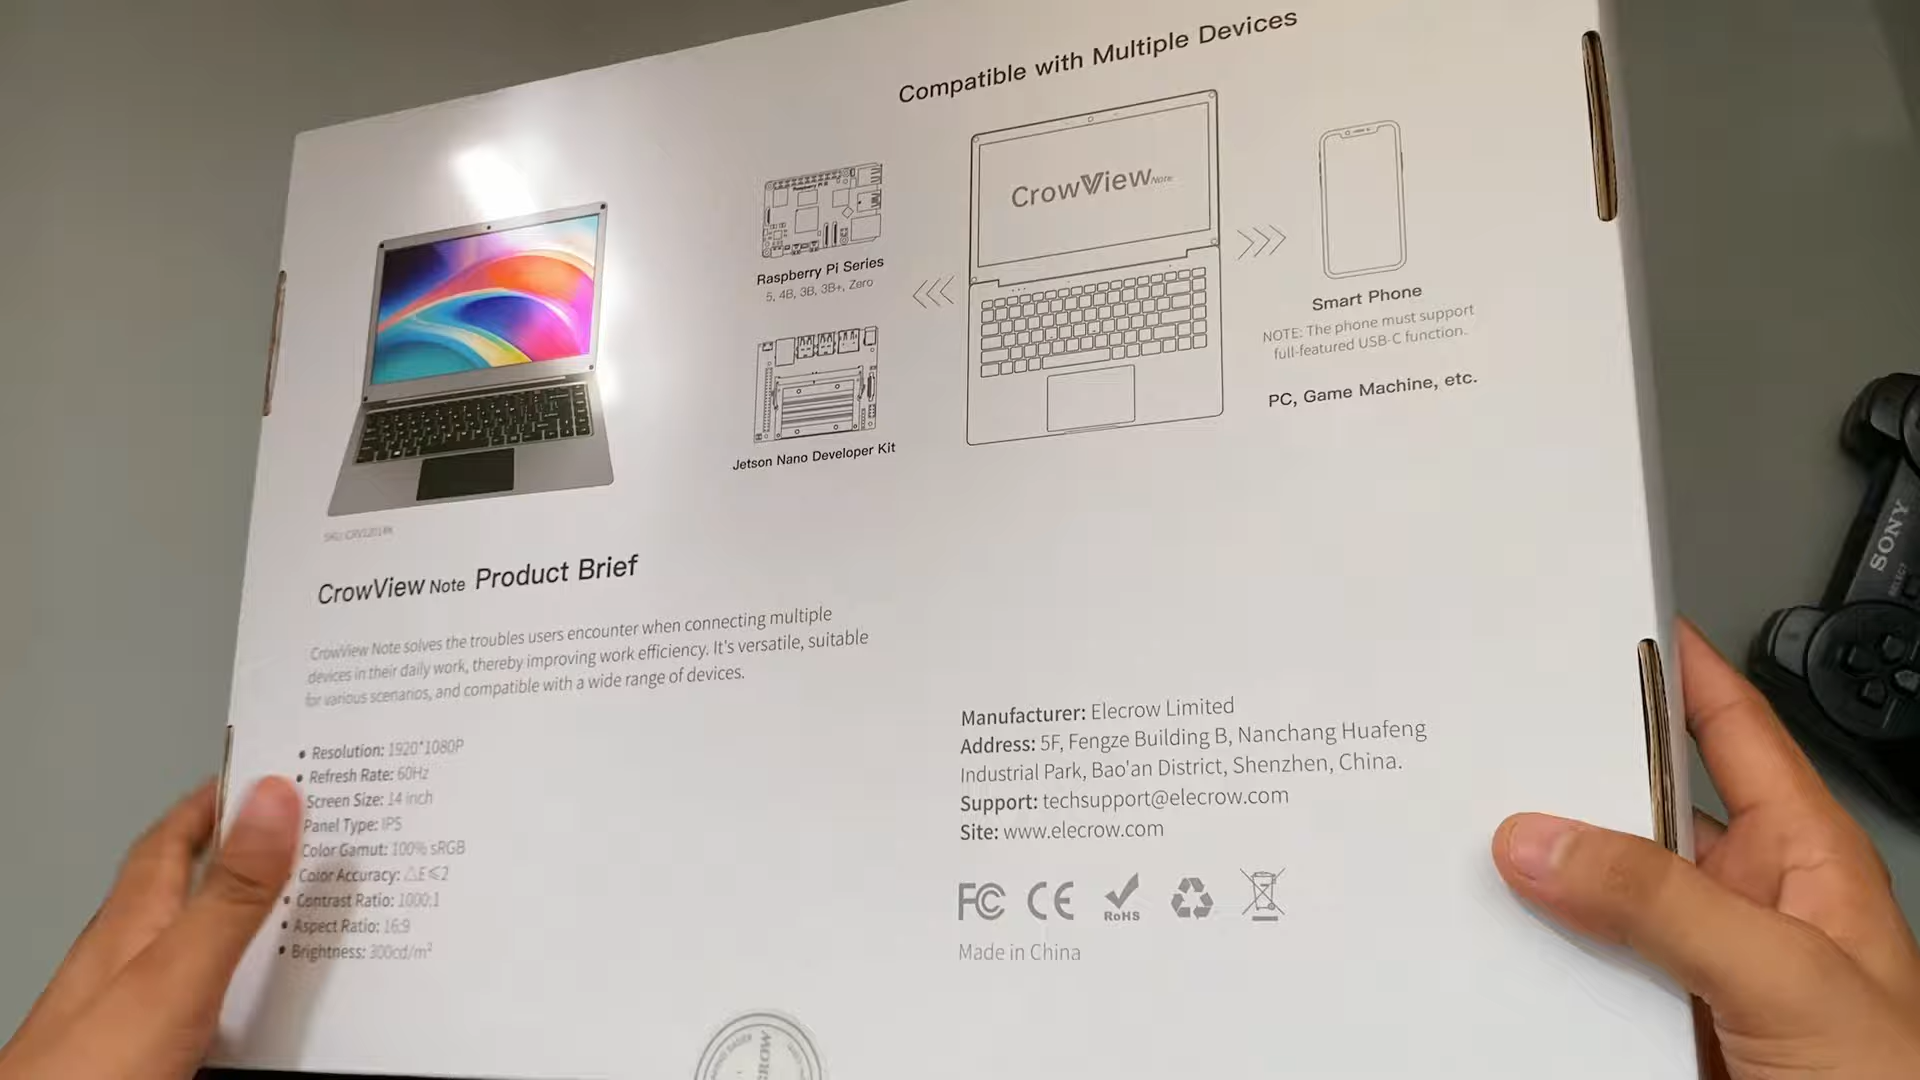 Compatible with Multiple Devices
CrowView Note
Raspberry Pi Series
5, 4B, 3B, 3B+, Zero
Jetson Nano Developer Kit
Smart Phone
NOTE: The phone must support
full-featured USB-C function.
PC, Game Machine, etc.
CrowView Note Product Brief
CrowView Note solves the troubles users encounter when connecting multiple
devices in their daily work, thereby improving work efficiency. It's versatile, suitable
for various scenarios, and compatible with a wide range of devices.
• Resolution: 1920*1080P
• Refresh Rate: 60Hz
Screen Size: 14 inch
Panel Type: IPS
Color Gamut: 100% sRGB
• Color Accuracy: △E≤2
• Contrast Ratio: 1000:1
• Aspect Ratio: 16:9
• Brightness: 300cd/m²
Manufacturer: Elecrow Limited
Address: 5F, Fengze Building B, Nanchang Huafeng
Industrial Park, Bao'an District, Shenzhen, China.
Support: techsupport@elecrow.com
Site: www.elecrow.com
FC CE RoHS
Made in China
SONY
SELECT